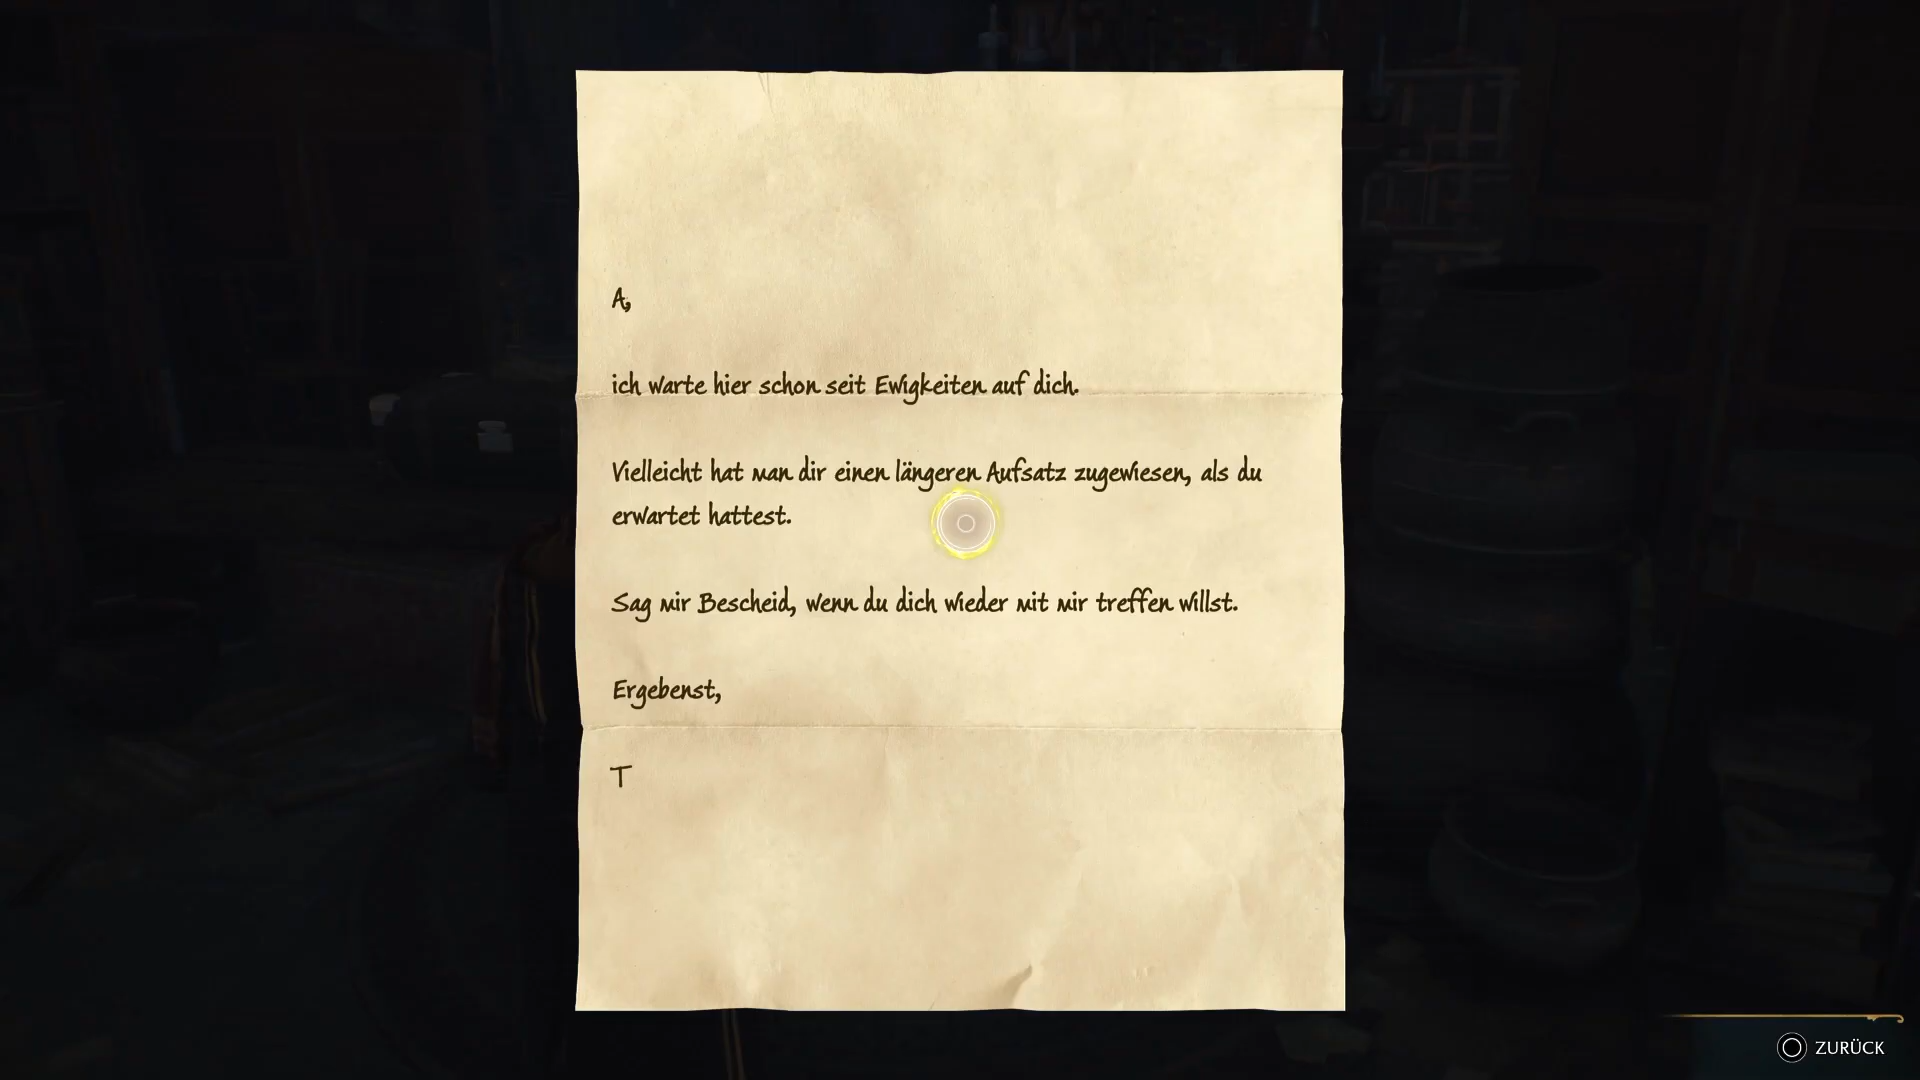 A,
ich warte hier schon seit Ewigkeiten auf dich.
Vielleicht hat man dir einen längeren Aufsatz zugewiesen, als du
erwartet hattest.
Sag mir Bescheid, wenn du dich wieder mit mir treffen willst.
Ergebenst,
T
ZURÜCK